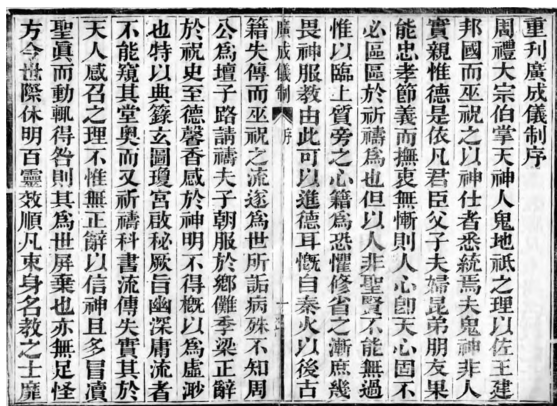 重刊廣成儀制序
周禮大宗伯掌天神人鬼地祇之理以佐王建
邦國而巫祝之以神仕者悉統焉夫鬼神非人
實親惟德是依凡君臣父子夫婦昆弟朋友果
能忠孝節義而撫衷無慚則人心卽天心固不
必區區於祈禱爲也但以人非聖賢不能無過
惟以臨上質旁之心籍爲恐懼修省之漸庶幾
畏神服教由此可以進德耳慨自秦火以後古
廣成儀制 序 一
籍失傳而巫祝之流遂爲世所詬病殊不知周
公爲壇子路請禱夫子朝服於鄉儺季梁正辭
於祝史至德馨香感於神明不得槪以爲虛渺
也特以典籙玄圖瓊宮啟秘厥旨幽深庸流者
不能窺其堂奧而又祈禱科書流傳失實其於
天人感召之理不惟無正辭以信神且多冒凟
聖眞而動輒得咎則其爲世屏棄也亦無足怪
方今世際休明百靈效順凡束身名教之士靡